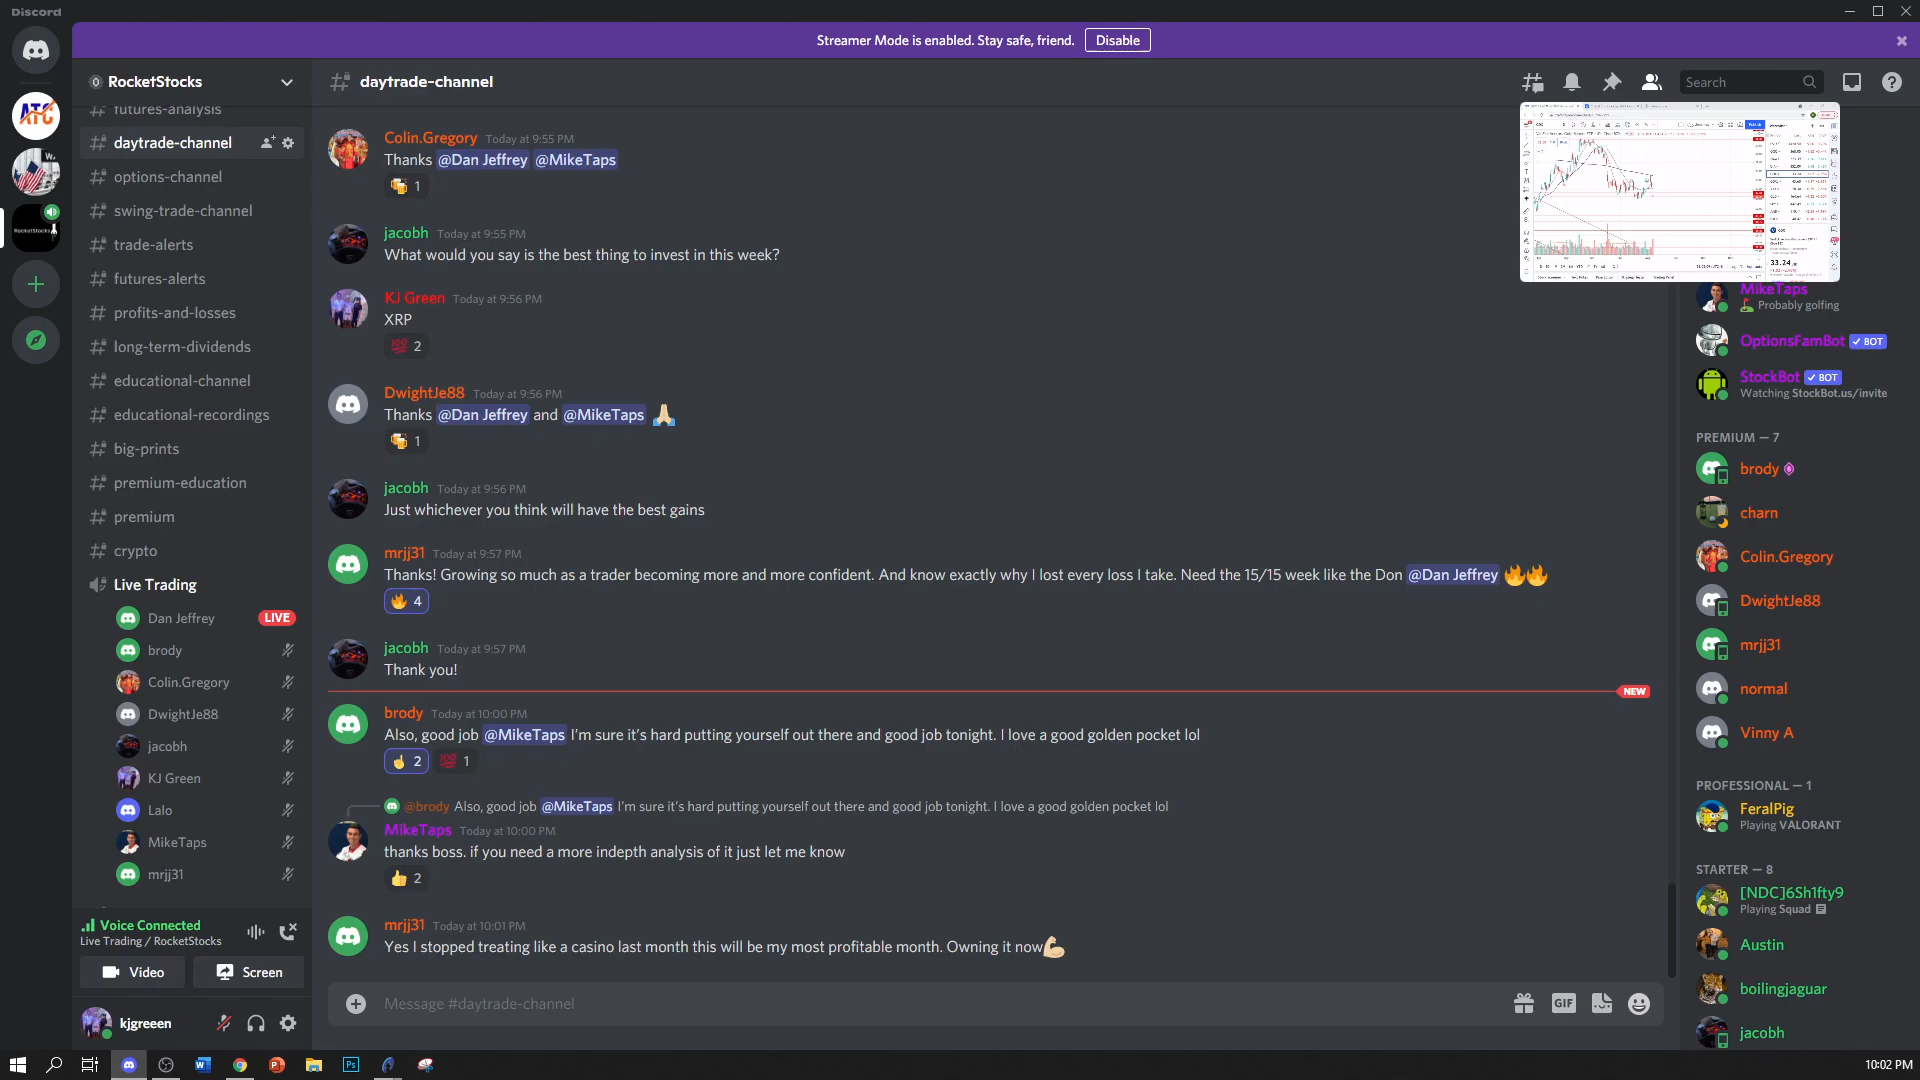 Discord
Streamer Mode is enabled. Stay safe, friend.
Disable
RocketStocks
futures-analysis
daytrade-channel
options-channel
swing-trade-channel
trade-alerts
futures-alerts
profits-and-losses
long-term-dividends
educational-channel
educational-recordings
big-prints
premium-education
premium
crypto
Live Trading
Dan Jeffrey LIVE
brody
Colin.Gregory
DwightJe88
jacobh
KJ Green
Lalo
MikeTaps
mrjj31
Voice Connected
Live Trading / RocketStocks
Video Screen
kjgreeen
daytrade-channel
Search
Colin.Gregory Today at 9:55 PM
Thanks @Dan Jeffrey @MikeTaps
1
jacobh Today at 9:55 PM
What would you say is the best thing to invest in this week?
KJ Green Today at 9:56 PM
XRP
2
DwightJe88 Today at 9:56 PM
Thanks @Dan Jeffrey and @MikeTaps
1
jacobh Today at 9:56 PM
Just whichever you think will have the best gains
mrjj31 Today at 9:57 PM
Thanks! Growing so much as a trader becoming more and more confident. And know exactly why I lost every loss I take. Need the 15/15 week like the Don @Dan Jeffrey
4
jacobh Today at 9:57 PM
Thank you!
NEW
brody Today at 10:00 PM
Also, good job @MikeTaps I'm sure it's hard putting yourself out there and good job tonight. I love a good golden pocket lol
2 1
@brody Also, good job @MikeTaps I'm sure it's hard putting yourself out there and good job tonight. I love a good golden pocket lol
MikeTaps Today at 10:00 PM
thanks boss. if you need a more indepth analysis of it just let me know
2
mrjj31 Today at 10:01 PM
Yes I stopped treating like a casino last month this will be my most profitable month. Owning it now
Message #daytrade-channel
GIF
33.24
MikeTaps
Probably golfing
OptionsFamBot BOT
StockBot BOT
Watching StockBot.us/invite
PREMIUM — 7
brody
charn
Colin.Gregory
DwightJe88
mrjj31
normal
Vinny A
PROFESSIONAL — 1
FeralPig
Playing VALORANT
STARTER — 8
[NDC]6Sh1fty9
Playing Squad
Austin
boilingjaguar
jacobh
10:02 PM